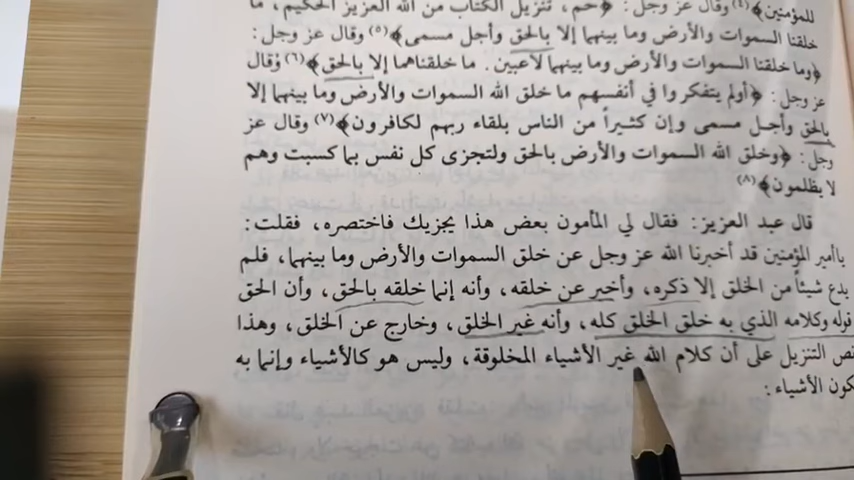 للمؤمنين﴾(٤) وقال عز وجل: ﴿حم، تنزيل الكتاب من الله العزيز الحكيم، ما
خلقنا السموات والأرض وما بينهما إلا بالحق وأجل مسمى﴾(٥) وقال عز وجل:
﴿وما خلقنا السموات والأرض وما بينهما لاعبين. ما خلقناهما إلا بالحق﴾(٦) وقال
عز وجل: ﴿أولم يتفكروا في أنفسهم ما خلق الله السموات والأرض وما بينهما إلا
بالحق وأجل مسمى وإن كثيراً من الناس بلقاء ربهم لكافرون﴾(٧) وقال عز
وجل: ﴿وخلق الله السموات والأرض بالحق ولتجزى كل نفس بما كسبت وهم
لا يظلمون﴾(٨)
قال عبد العزيز: فقال لي المأمون بعض هذا يجزيك فاختصره، فقلت:
ياأمير المؤمنين قد أخبرنا الله عز وجل عن خلق السموات والأرض وما بينهما، فلم
يدع شيئاً من الخلق إلا ذكره، وأخبر عن خلقه، وأنه إنما خلقه بالحق، وأن الحق
قوله وكلامه الذي به خلق الخلق كله، وأنه غير الخلق، وخارج عن الخلق، وهذا
نص التنزيل على أن كلام الله غير الأشياء المخلوقة، وليس هو كالأشياء وإنما به
تكون الأشياء: